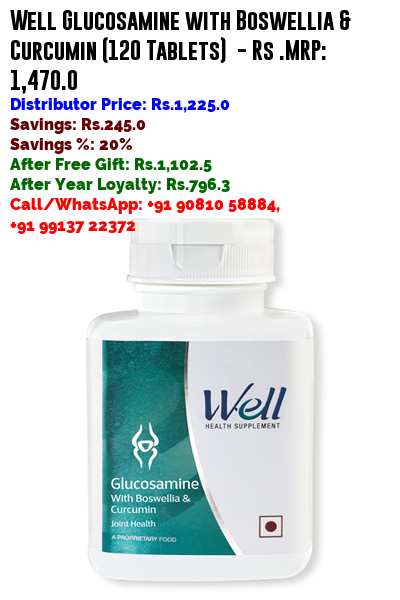 Well Glucosamine with Boswellia &
Curcumin (120 Tablets) - Rs .MRP:
1,470.0
Distributor Price: Rs.1,225.0
Savings: Rs.245.0
Savings %: 20%
After Free Gift: Rs.1,102.5
After Year Loyalty: Rs.796.3
Call/WhatsApp: +91 90810 58884,
+91 99137 22372
Well
HEALTH SUPPLEMENT
Glucosamine
With Boswellia &
Curcumin
Joint Health
A PROPRIETARY FOOD